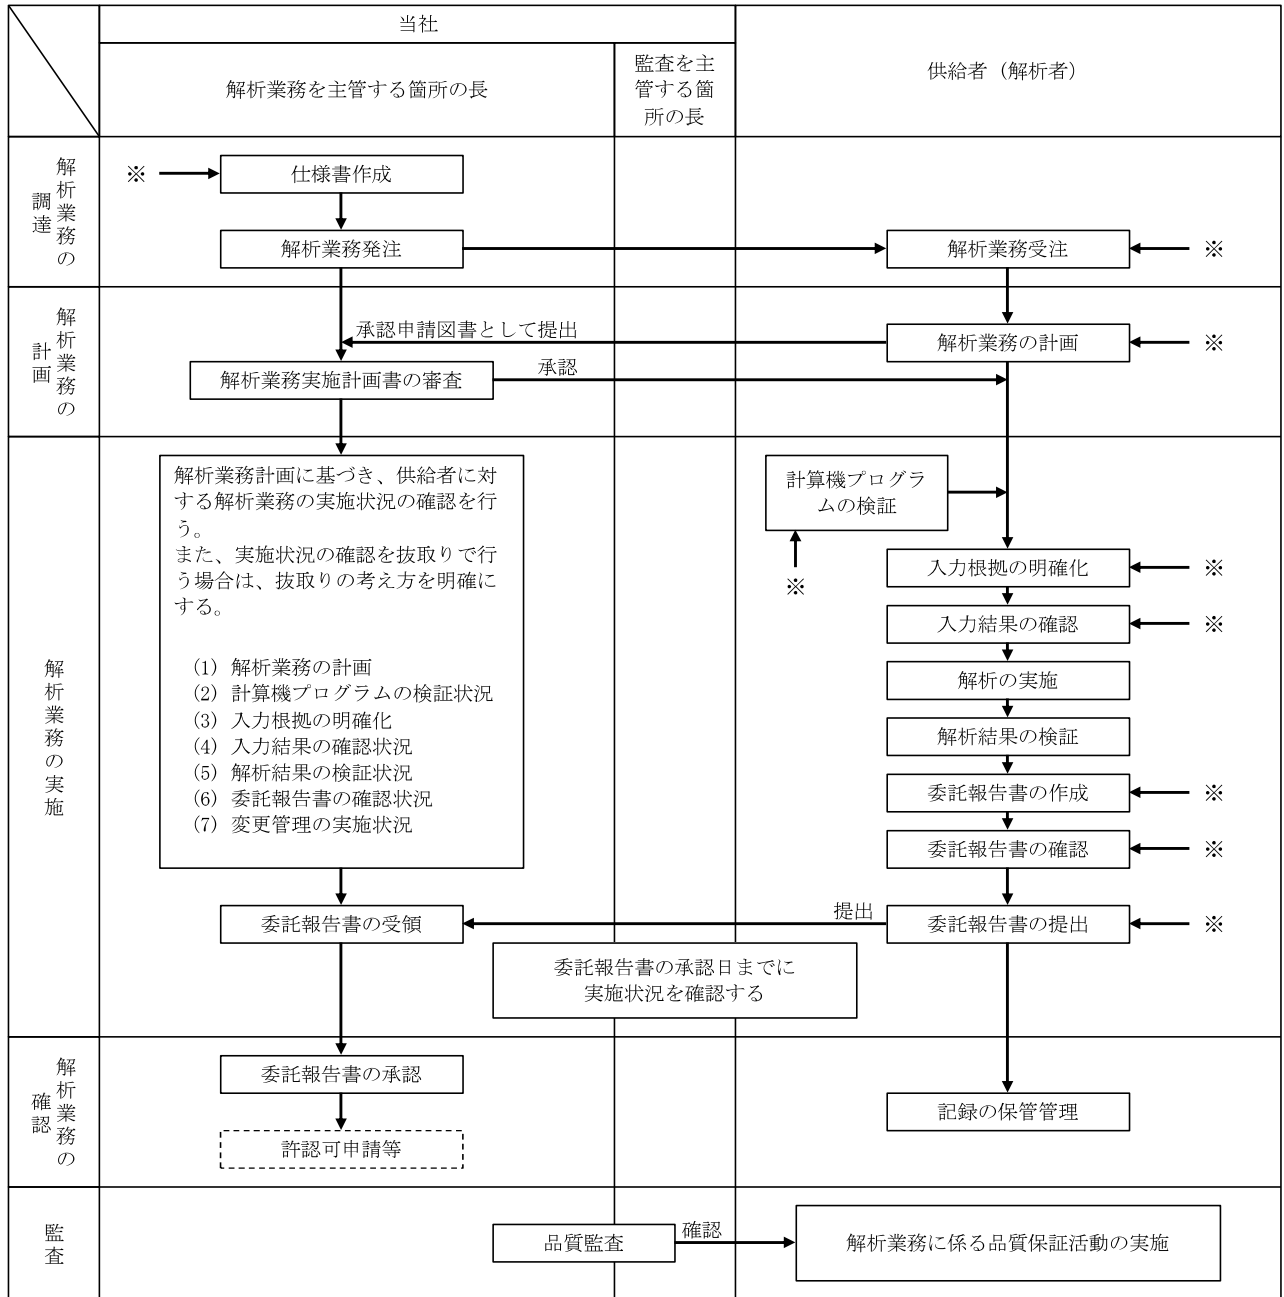 当社
解析業務を主管する箇所の長
監査を主
管する箇
所の長
供給者（解析者）
解析業務の
調達
※
仕様書作成
解析業務発注
解析業務受注
※
解析業務の
計画
承認申請図書として提出
解析業務の計画
※
解析業務実施計画書の審査
承認
解析業務の実施
解析業務計画に基づき、供給者に対
する解析業務の実施状況の確認を行
う。
また、実施状況の確認を抜取りで行
う場合は、抜取りの考え方を明確に
する。
(1) 解析業務の計画
(2) 計算機プログラムの検証状況
(3) 入力根拠の明確化
(4) 入力結果の確認状況
(5) 解析結果の検証状況
(6) 委託報告書の確認状況
(7) 変更管理の実施状況
計算機プログラ
ムの検証
※
入力根拠の明確化
※
入力結果の確認
※
解析の実施
解析結果の検証
委託報告書の作成
※
委託報告書の確認
※
委託報告書の受領
提出
委託報告書の提出
※
委託報告書の承認日までに
実施状況を確認する
解析業務の
確認
委託報告書の承認
記録の保管管理
許認可申請等
監査
品質監査
確認
解析業務に係る品質保証活動の実施